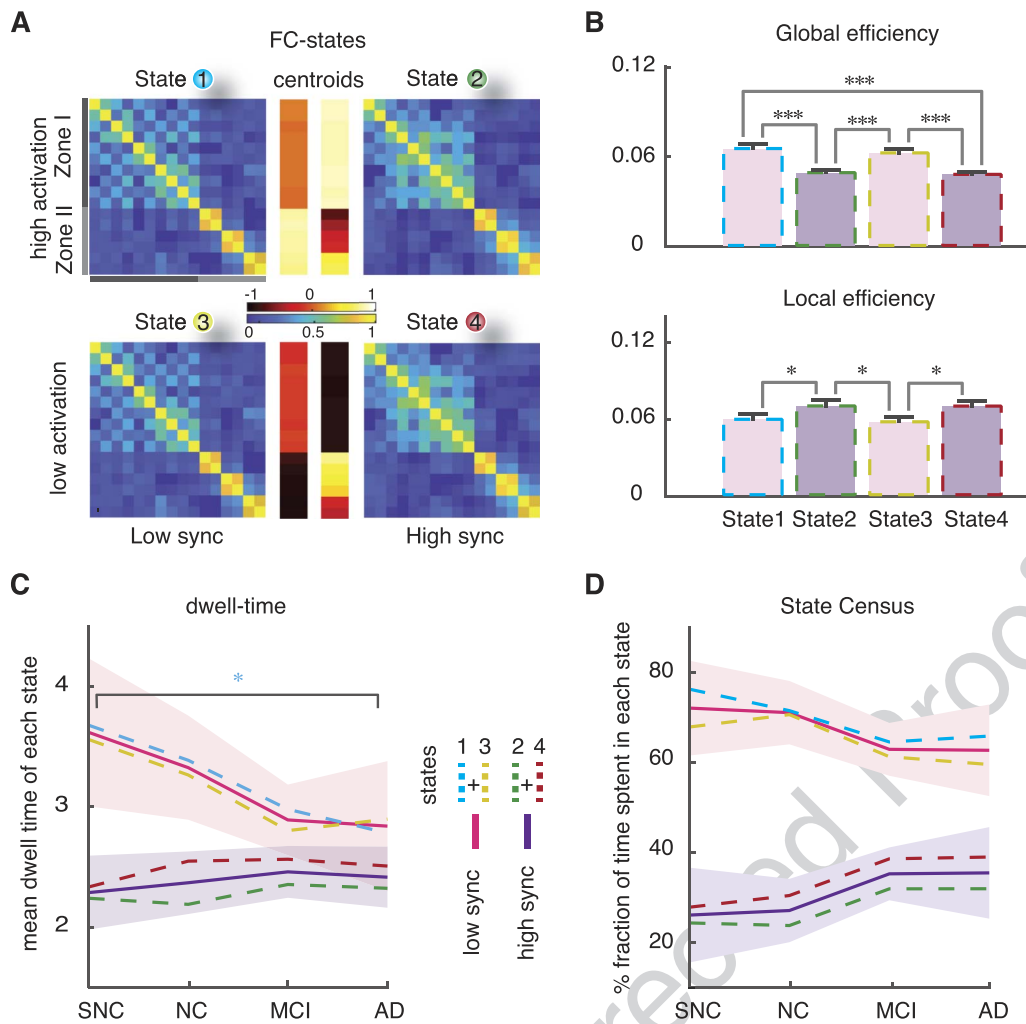 A
FC-states
State 1
centroids
State 2
high activation
Zone I
Zone II
-1 0 1
0 0.5 1
State 3
State 4
low activation
Low sync
High sync
B
Global efficiency
0.12
0.06
0
***
***
***
***
Local efficiency
0.12
0.06
0
*
*
*
State1 State2 State3 State4
C
dwell-time
mean dwell time of each state
4
3
2
*
SNC NC MCI AD
states
1 3 2 4
+ +
low sync
high sync
D
State Census
% fraction of time sptent in each state
80
60
40
20
SNC NC MCI AD